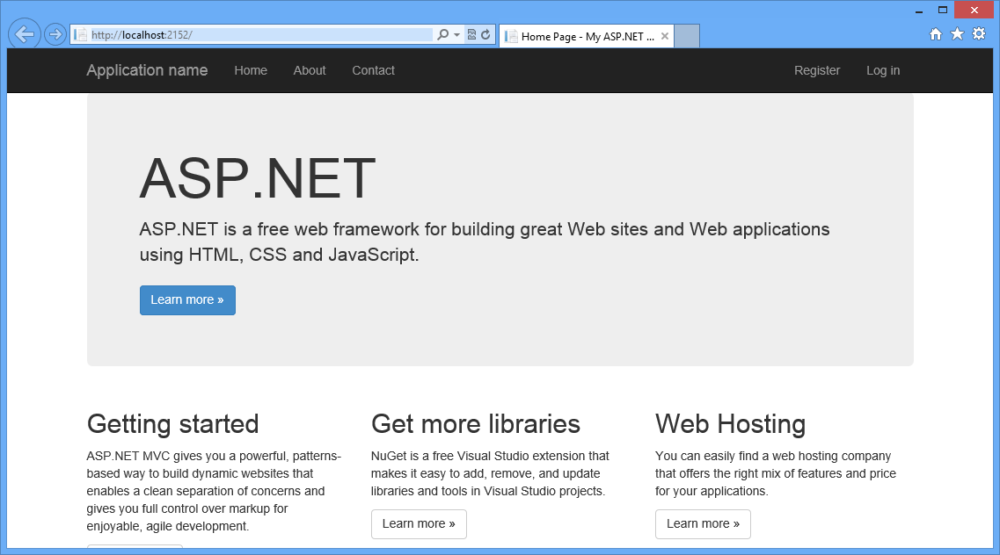 http://localhost:2152/
Home Page - My ASP.NET ...
Application name
Home
About
Contact
Register
Log in
ASP.NET
ASP.NET is a free web framework for building great Web sites and Web applications
using HTML, CSS and JavaScript.
Learn more »
Getting started
ASP.NET MVC gives you a powerful, patterns-
based way to build dynamic websites that
enables a clean separation of concerns and
gives you full control over markup for
enjoyable, agile development.
Get more libraries
NuGet is a free Visual Studio extension that
makes it easy to add, remove, and update
libraries and tools in Visual Studio projects.
Learn more »
Web Hosting
You can easily find a web hosting company
that offers the right mix of features and price
for your applications.
Learn more »